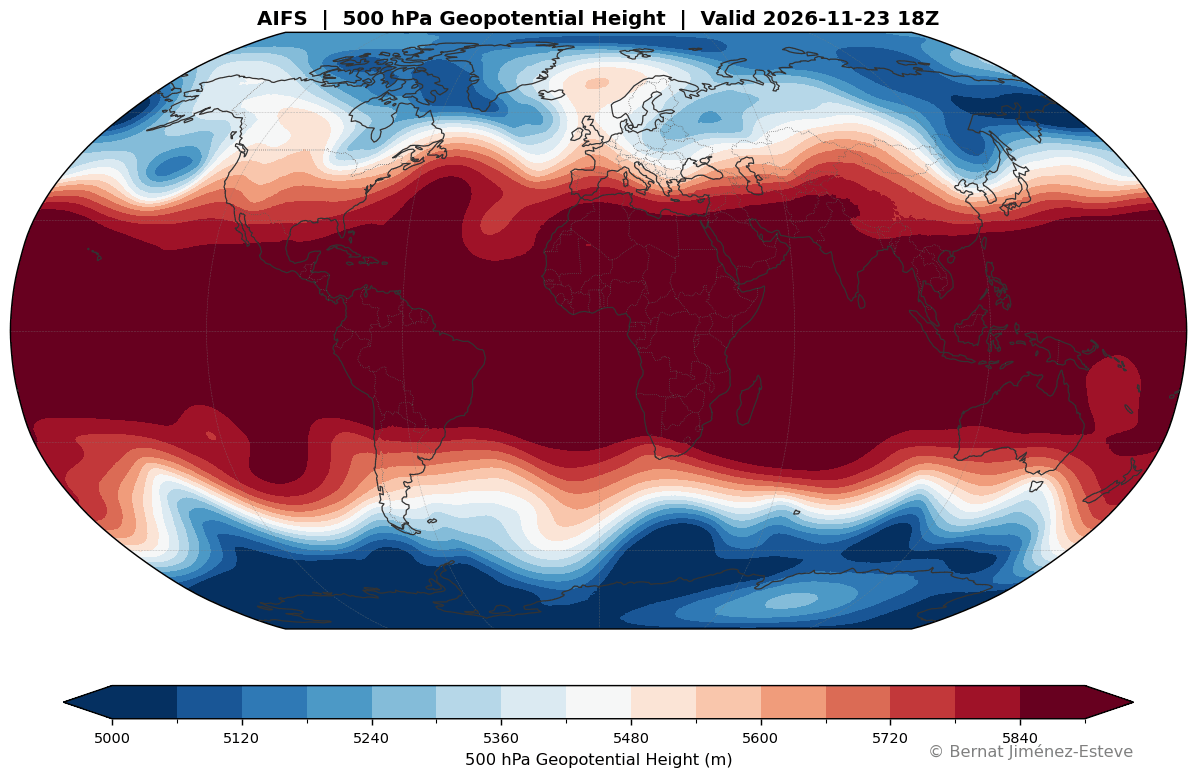 AIFS | 500 hPa Geopotential Height | Valid 2026-11-23 18Z
5000 5120 5240 5360 5480 5600 5720 5840
500 hPa Geopotential Height (m)
© Bernat Jiménez-Esteve